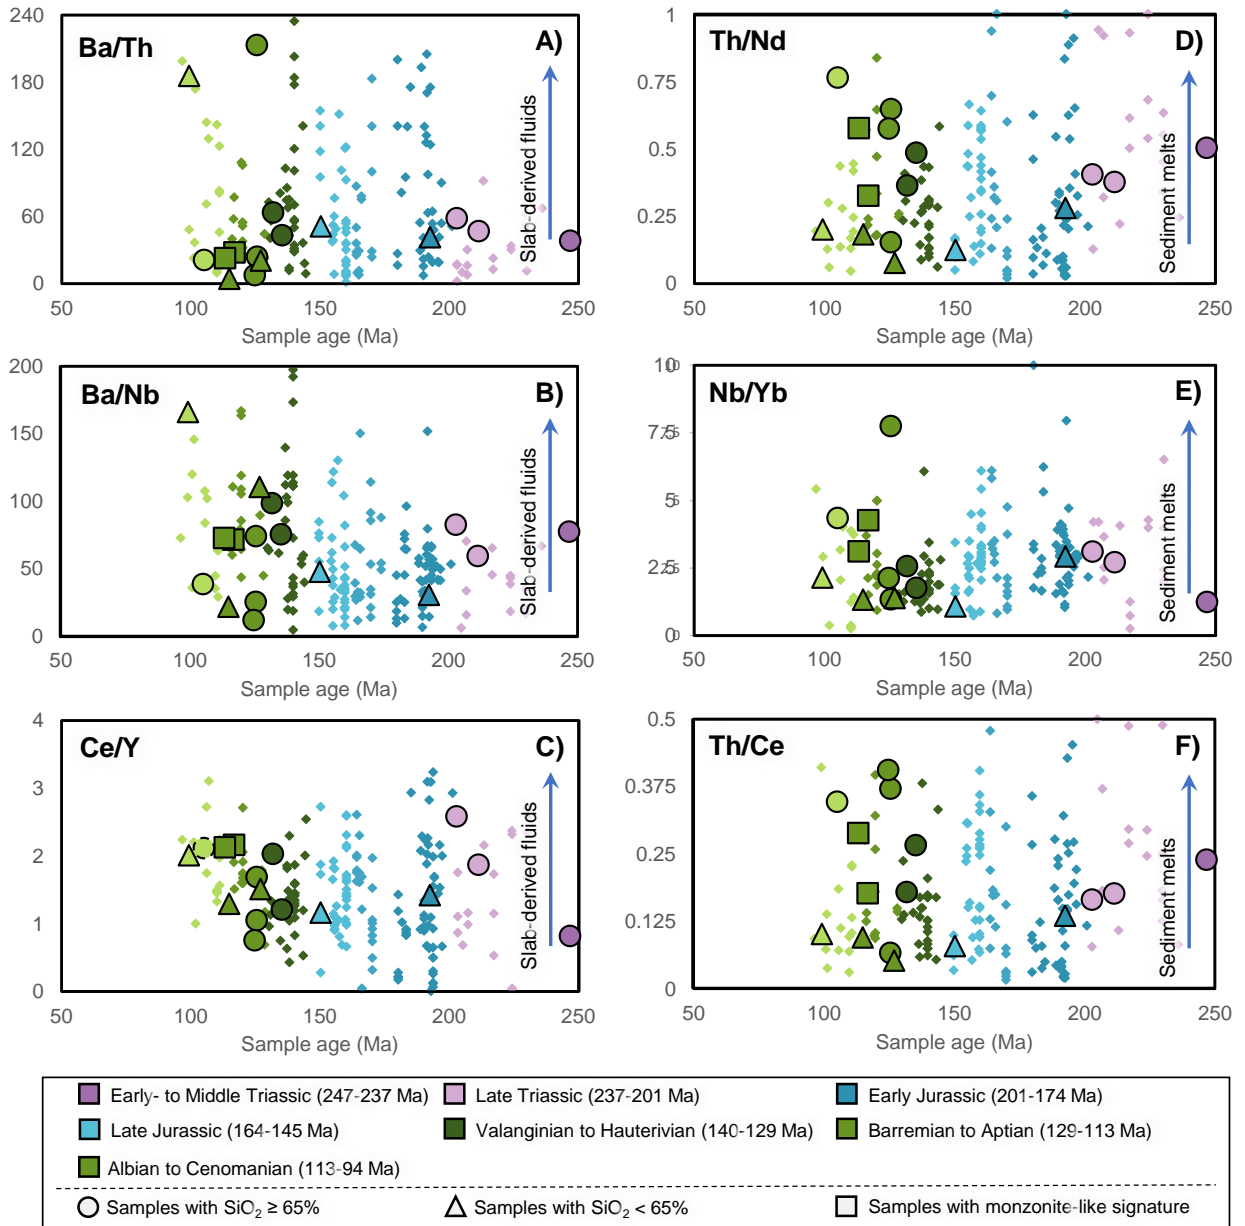 Ba/Th
A)
240
180
120
60
0
50
100
150
200
250
Sample age (Ma)
Slab-derived fluids
Th/Nd
D)
1
0.75
0.5
0.25
0
50
100
150
200
250
Sample age (Ma)
Sediment melts
Ba/Nb
B)
200
150
100
50
0
50
100
150
200
250
Sample age (Ma)
Slab-derived fluids
Nb/Yb
E)
10
7.5
5
2.5
0
50
100
150
200
250
Sample age (Ma)
Sediment melts
Ce/Y
C)
4
3
2
1
0
50
100
150
200
250
Sample age (Ma)
Slab-derived fluids
Th/Ce
F)
0.5
0.375
0.25
0.125
0
50
100
150
200
250
Sample age (Ma)
Sediment melts
Early- to Middle Triassic (247-237 Ma)
Late Triassic (237-201 Ma)
Early Jurassic (201-174 Ma)
Late Jurassic (164-145 Ma)
Valanginian to Hauterivian (140-129 Ma)
Barremian to Aptian (129-113 Ma)
Albian to Cenomanian (113-94 Ma)
Samples with SiO₂ ≥ 65%
Samples with SiO₂ < 65%
Samples with monzonite-like signature